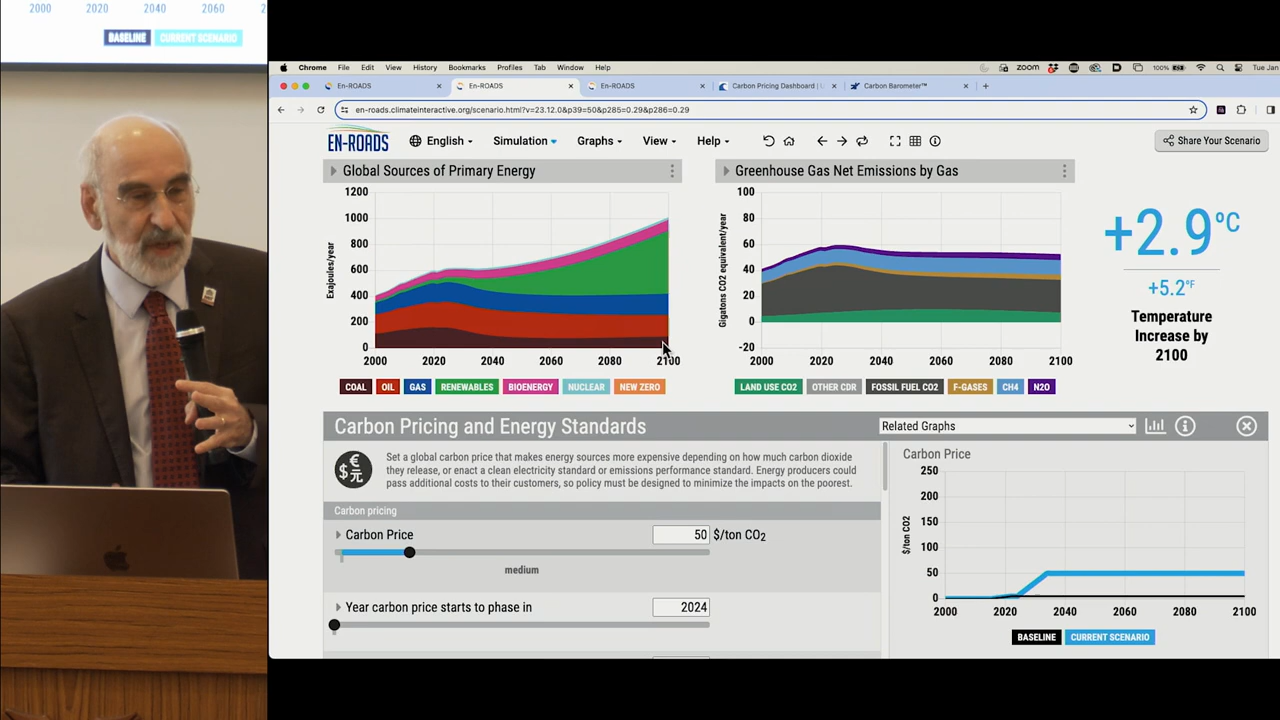 2000 2020 2040 2060 2
BASELINE CURRENT SCENARIO
Chrome File Edit View History Bookmarks Profiles Tab Window Help zoom 100% Tue Jan
En-ROADS En-ROADS En-ROADS Carbon Pricing Dashboard | U Carbon Barometer™
en-roads.climateinteractive.org/scenario.html?v=23.12.0&p39=50&p285=0.29&p286=0.29
EN-ROADS English Simulation Graphs View Help Share Your Scenario
Global Sources of Primary Energy
Exajoules/year
1200
1000
800
600
400
200
0
2000 2020 2040 2060 2080 2100
COAL OIL GAS RENEWABLES BIOENERGY NUCLEAR NEW ZERO
Greenhouse Gas Net Emissions by Gas
Gigatons CO2 equivalent/year
100
80
60
40
20
0
-20
2000 2020 2040 2060 2080 2100
LAND USE CO2 OTHER CDR FOSSIL FUEL CO2 F-GASES CH4 N2O
+2.9°C
+5.2°F
Temperature
Increase by
2100
Carbon Pricing and Energy Standards
Related Graphs
$ € 元
Set a global carbon price that makes energy sources more expensive depending on how much carbon dioxide
they release, or enact a clean electricity standard or emissions performance standard. Energy producers could
pass additional costs to their customers, so policy must be designed to minimize the impacts on the poorest.
Carbon pricing
Carbon Price 50 $/ton CO2
medium
Year carbon price starts to phase in 2024
Carbon Price
$/ton CO2
250
200
150
100
50
0
2000 2020 2040 2060 2080 2100
BASELINE CURRENT SCENARIO